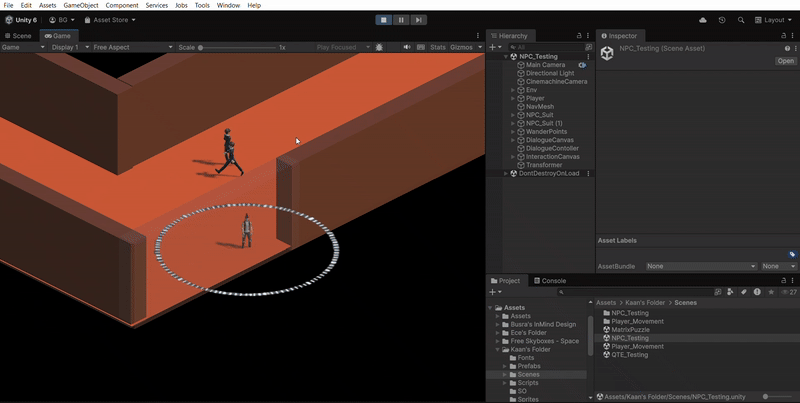 File Edit Assets GameObject Component Services Jobs Tools Window Help
Unity 6 BG Asset Store Layout
Scene Game
Game Display 1 Free Aspect Scale 1x Play Focused Stats Gizmos
Hierarchy
All
NPC_Testing
Main Camera
Directional Light
CinemachineCamera
Env
Player
NavMesh
NPC_Suit
NPC_Suit (1)
WanderPoints
DialogueCanvas
DialogueContoller
InteractionCanvas
Transformer
DontDestroyOnLoad
Inspector
NPC_Testing (Scene Asset)
Open
Asset Labels
AssetBundle None None
Project Console
27
Assets
Assets
Busra's InMind Design
Ece's Folder
Free Skyboxes - Space
Kaan's Folder
Fonts
Prefabs
Scenes
Scripts
SO
Sprites
Assets > Kaan's Folder > Scenes
NPC_Testing
Player_Movement
MatrixPuzzle
NPC_Testing
Player_Movement
QTE_Testing
Assets/Kaan's Folder/Scenes/NPC_Testing.unity